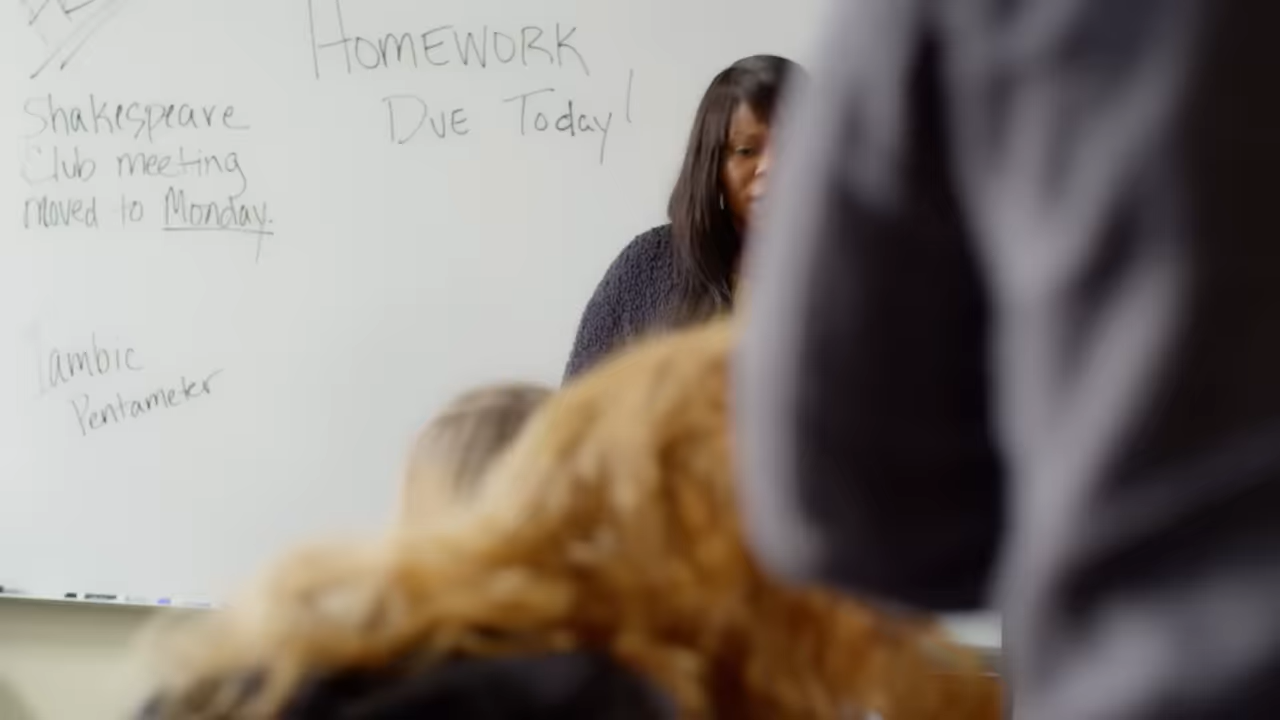 HOMEWORK
DUE Today!
Shakespeare
Club meeting
moved to Monday.
Iambic
Pentameter